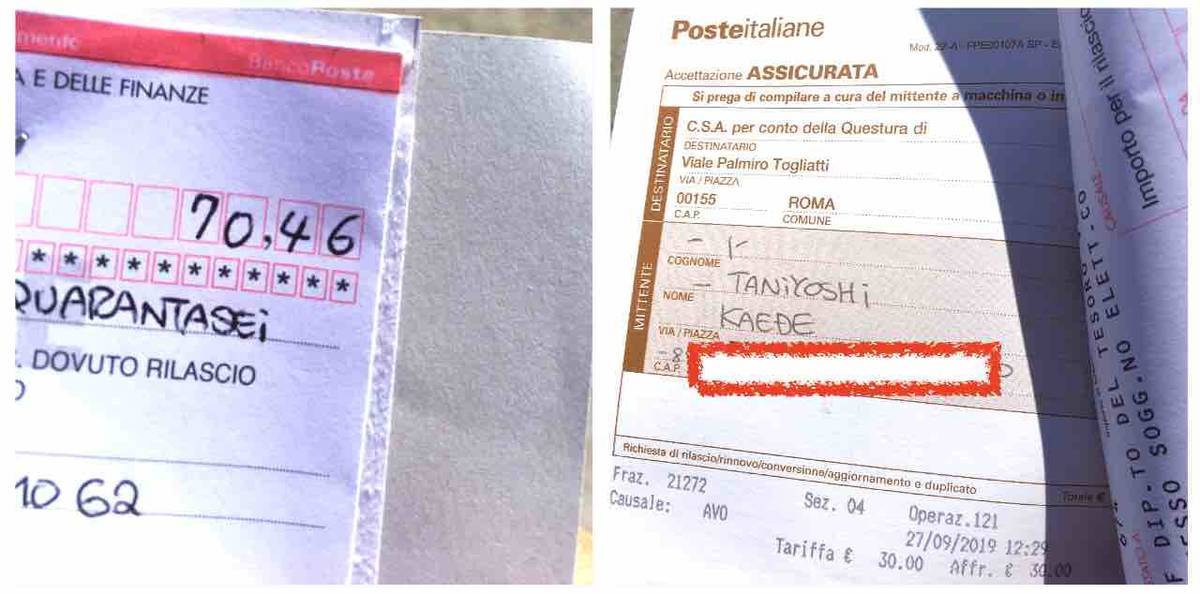 BancoPosta
A E DELLE FINANZE
70,46
* * * * * * * * * * *
QUARANTASEI
. DOVUTO RILASCIO
10 62
Posteitaliane
Accettazione ASSICURATA
Si prega di compilare a cura del mittente a macchina o in
DESTINATARIO
C.S.A. per conto della Questura di
DESTINATARIO
Viale Palmiro Togliatti
VIA / PIAZZA
00155 ROMA
C.A.P. COMUNE
MITTENTE
COGNOME
TANIYOSHI
NOME
KAEDE
VIA / PIAZZA
C.A.P.
Richiesta di rilascio/rinnovo/conversione/aggiornamento e duplicato
Totale €
Fraz. 21272 Sez. 04 Operaz.121
Causale: AVO 27/09/2019 12:29
Tariffa € 30.00 Affr. € 30.00
Importo per il rilascio
CAUSALE
DIP-TO DEL TESORO
SOGG.NO ELETT-CO